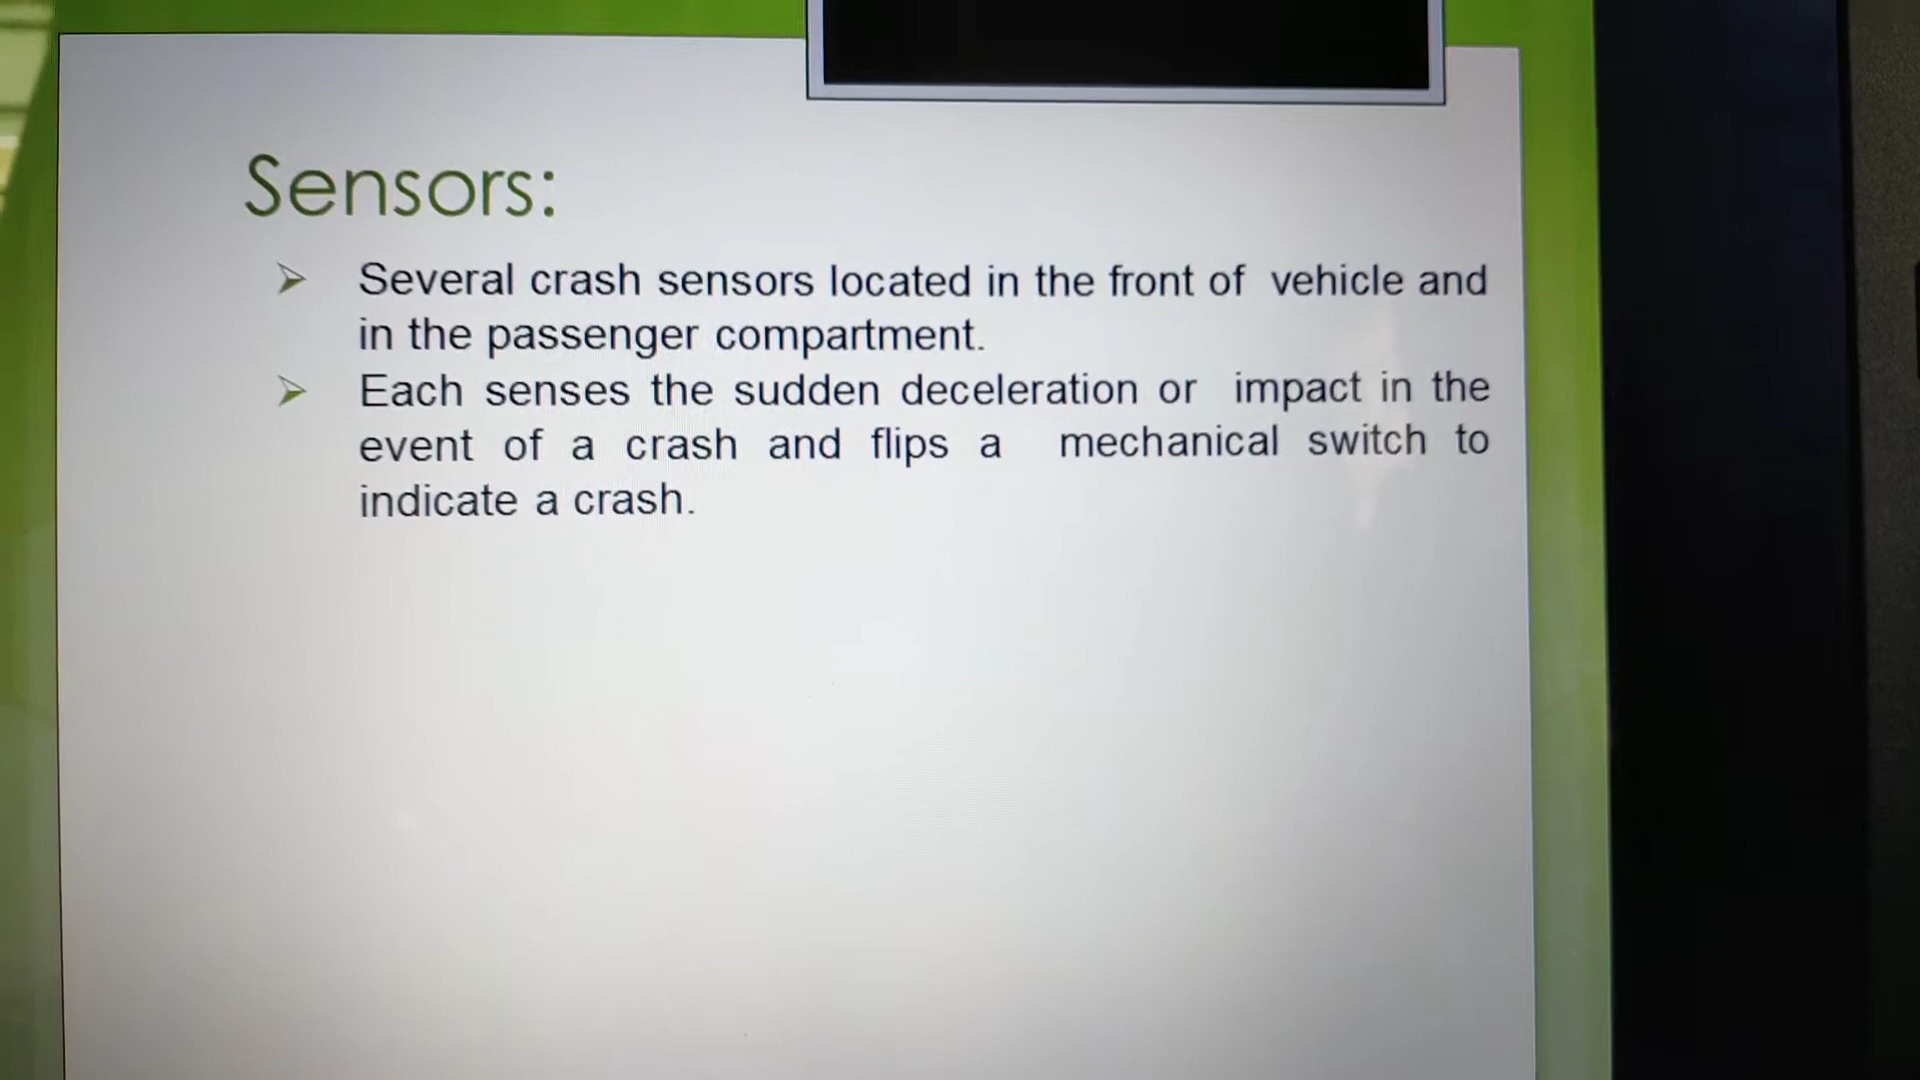 Sensors:
Several crash sensors located in the front of vehicle and
in the passenger compartment.
Each senses the sudden deceleration or impact in the
event of a crash and flips a mechanical switch to
indicate a crash.